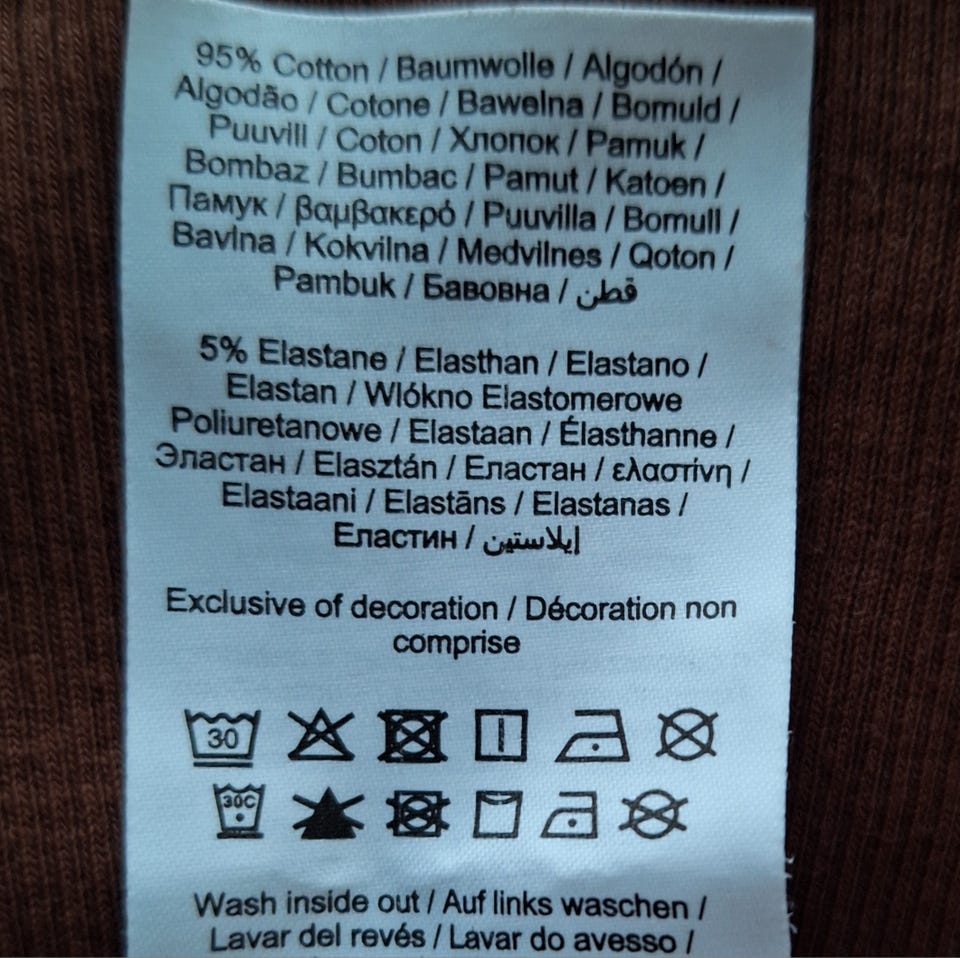 95% Cotton / Baumwolle / Algodón /
Algodão / Cotone / Bawełna / Bomuld /
Puuvill / Coton / Хлопок / Pamuk /
Bombaz / Bumbac / Pamut / Katoen /
Памук / βαμβακερό / Puuvilla / Bomull /
Bavlna / Kokvilna / Medvilnes / Qoton /
Pambuk / Бавовна / قطن
5% Elastane / Elasthan / Elastano /
Elastan / Wlókno Elastomerowe
Poliuretanowe / Elastaan / Élasthanne /
Эластан / Elasztán / Еластан / ελαστίνη /
Elastaani / Elastāns / Elastanas /
Еластин / إيلاستين
Exclusive of decoration / Décoration non
comprise
30
30C
Wash inside out / Auf links waschen /
Lavar del revés / Lavar do avesso /